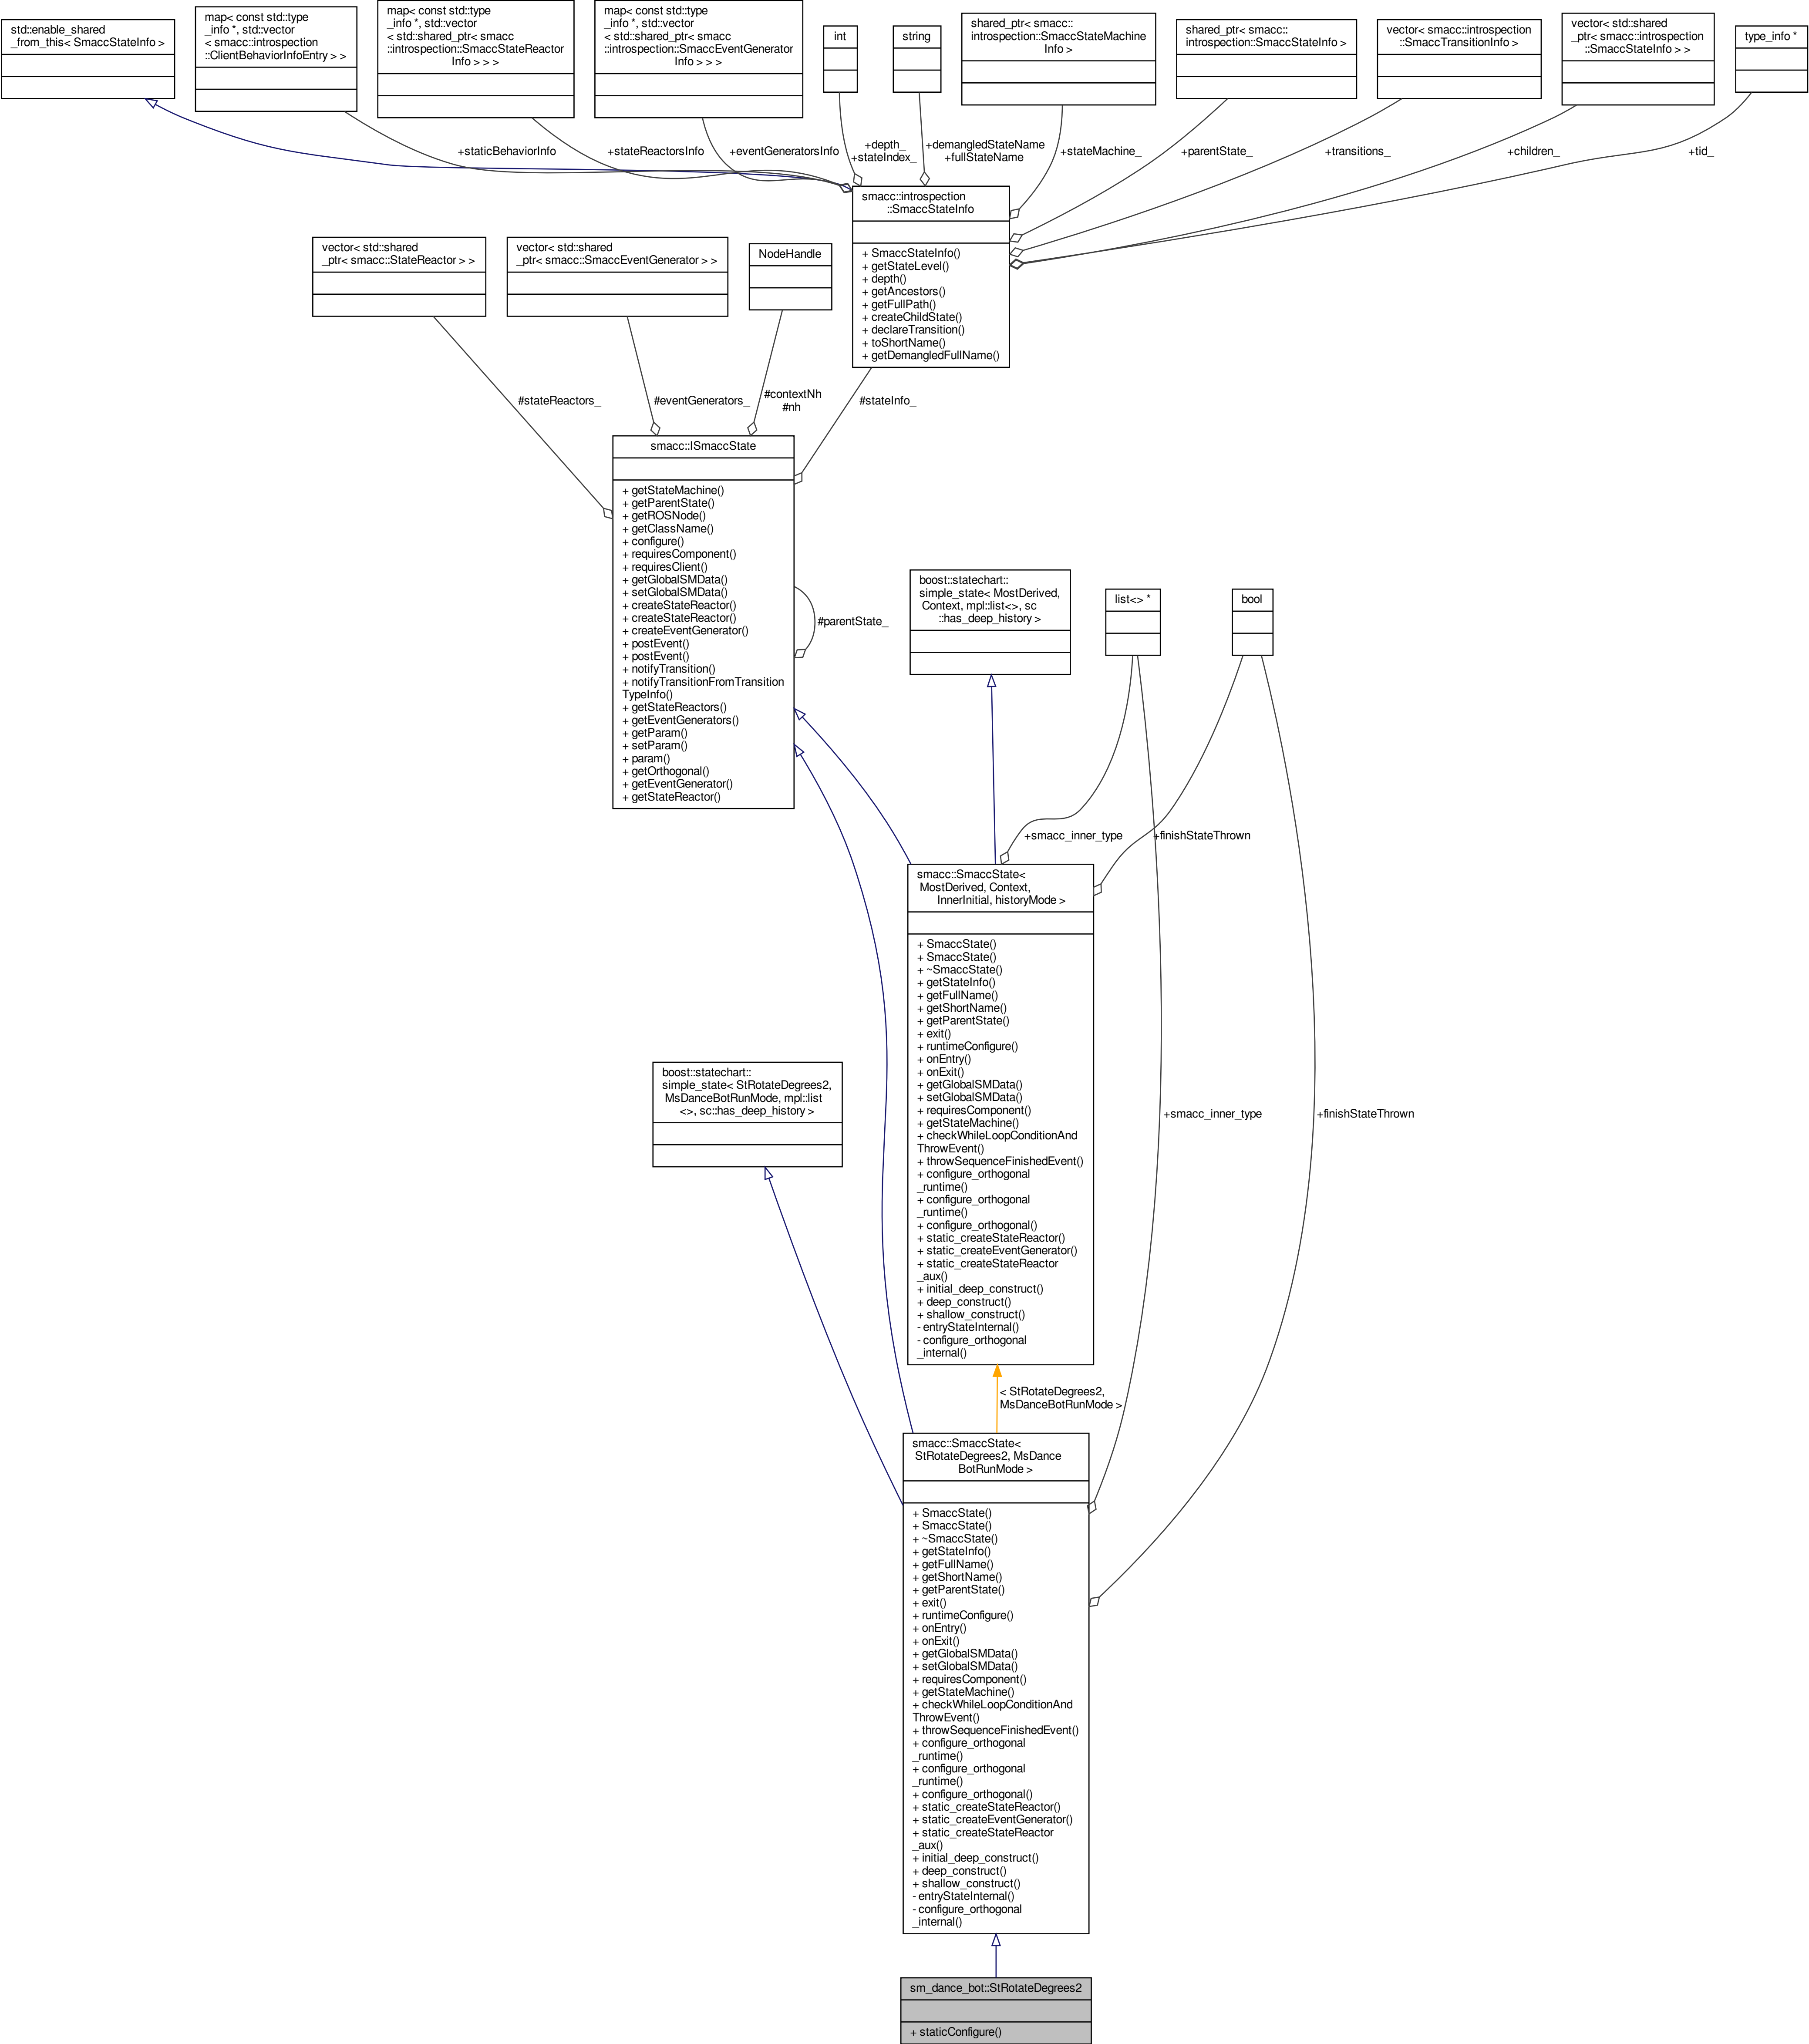 std::enable_shared
_from_this< SmaccStateInfo >
map< const std::type
_info *, std::vector
< smacc::introspection
::ClientBehaviorInfoEntry > >
map< const std::type
_info *, std::vector
< std::shared_ptr< smacc
::introspection::SmaccStateReactor
Info > > >
map< const std::type
_info *, std::vector
< std::shared_ptr< smacc
::introspection::SmaccEventGenerator
Info > > >
int
string
shared_ptr< smacc::
introspection::SmaccStateMachine
Info >
shared_ptr< smacc::
introspection::SmaccStateInfo >
vector< smacc::introspection
::SmaccTransitionInfo >
vector< std::shared
_ptr< smacc::introspection
::SmaccStateInfo > >
type_info *
+staticBehaviorInfo
+stateReactorsInfo
+eventGeneratorsInfo
+depth_
+stateIndex_
+demangledStateName
+fullStateName
+stateMachine_
+parentState_
+transitions_
+children_
+tid_
smacc::introspection
::SmaccStateInfo
+ SmaccStateInfo()
+ getStateLevel()
+ depth()
+ getAncestors()
+ getFullPath()
+ createChildState()
+ declareTransition()
+ toShortName()
+ getDemangledFullName()
vector< std::shared
_ptr< smacc::StateReactor > >
vector< std::shared
_ptr< smacc::SmaccEventGenerator > >
NodeHandle
#stateReactors_
#eventGenerators_
#contextNh
#nh
#stateInfo_
smacc::ISmaccState
+ getStateMachine()
+ getParentState()
+ getROSNode()
+ getClassName()
+ configure()
+ requiresComponent()
+ requiresClient()
+ getGlobalSMData()
+ setGlobalSMData()
+ createStateReactor()
+ createStateReactor()
+ createEventGenerator()
+ postEvent()
+ postEvent()
+ notifyTransition()
+ notifyTransitionFromTransition
TypeInfo()
+ getStateReactors()
+ getEventGenerators()
+ getParam()
+ setParam()
+ param()
+ getOrthogonal()
+ getEventGenerator()
+ getStateReactor()
#parentState_
boost::statechart::
simple_state< MostDerived,
Context, mpl::list<>, sc
::has_deep_history >
list<> *
bool
+smacc_inner_type
+finishStateThrown
smacc::SmaccState<
MostDerived, Context,
InnerInitial, historyMode >
+ SmaccState()
+ SmaccState()
+ ~SmaccState()
+ getStateInfo()
+ getFullName()
+ getShortName()
+ getParentState()
+ exit()
+ runtimeConfigure()
+ onEntry()
+ onExit()
+ getGlobalSMData()
+ setGlobalSMData()
+ requiresComponent()
+ getStateMachine()
+ checkWhileLoopConditionAnd
ThrowEvent()
+ throwSequenceFinishedEvent()
+ configure_orthogonal
_runtime()
+ configure_orthogonal
_runtime()
+ configure_orthogonal()
+ static_createStateReactor()
+ static_createEventGenerator()
+ static_createStateReactor
_aux()
+ initial_deep_construct()
+ deep_construct()
+ shallow_construct()
- entryStateInternal()
- configure_orthogonal
_internal()
boost::statechart::
simple_state< StRotateDegrees2,
MsDanceBotRunMode, mpl::list
<>, sc::has_deep_history >
+smacc_inner_type
+finishStateThrown
< StRotateDegrees2,
MsDanceBotRunMode >
smacc::SmaccState<
StRotateDegrees2, MsDance
BotRunMode >
+ SmaccState()
+ SmaccState()
+ ~SmaccState()
+ getStateInfo()
+ getFullName()
+ getShortName()
+ getParentState()
+ exit()
+ runtimeConfigure()
+ onEntry()
+ onExit()
+ getGlobalSMData()
+ setGlobalSMData()
+ requiresComponent()
+ getStateMachine()
+ checkWhileLoopConditionAnd
ThrowEvent()
+ throwSequenceFinishedEvent()
+ configure_orthogonal
_runtime()
+ configure_orthogonal
_runtime()
+ configure_orthogonal()
+ static_createStateReactor()
+ static_createEventGenerator()
+ static_createStateReactor
_aux()
+ initial_deep_construct()
+ deep_construct()
+ shallow_construct()
- entryStateInternal()
- configure_orthogonal
_internal()
sm_dance_bot::StRotateDegrees2
+ staticConfigure()